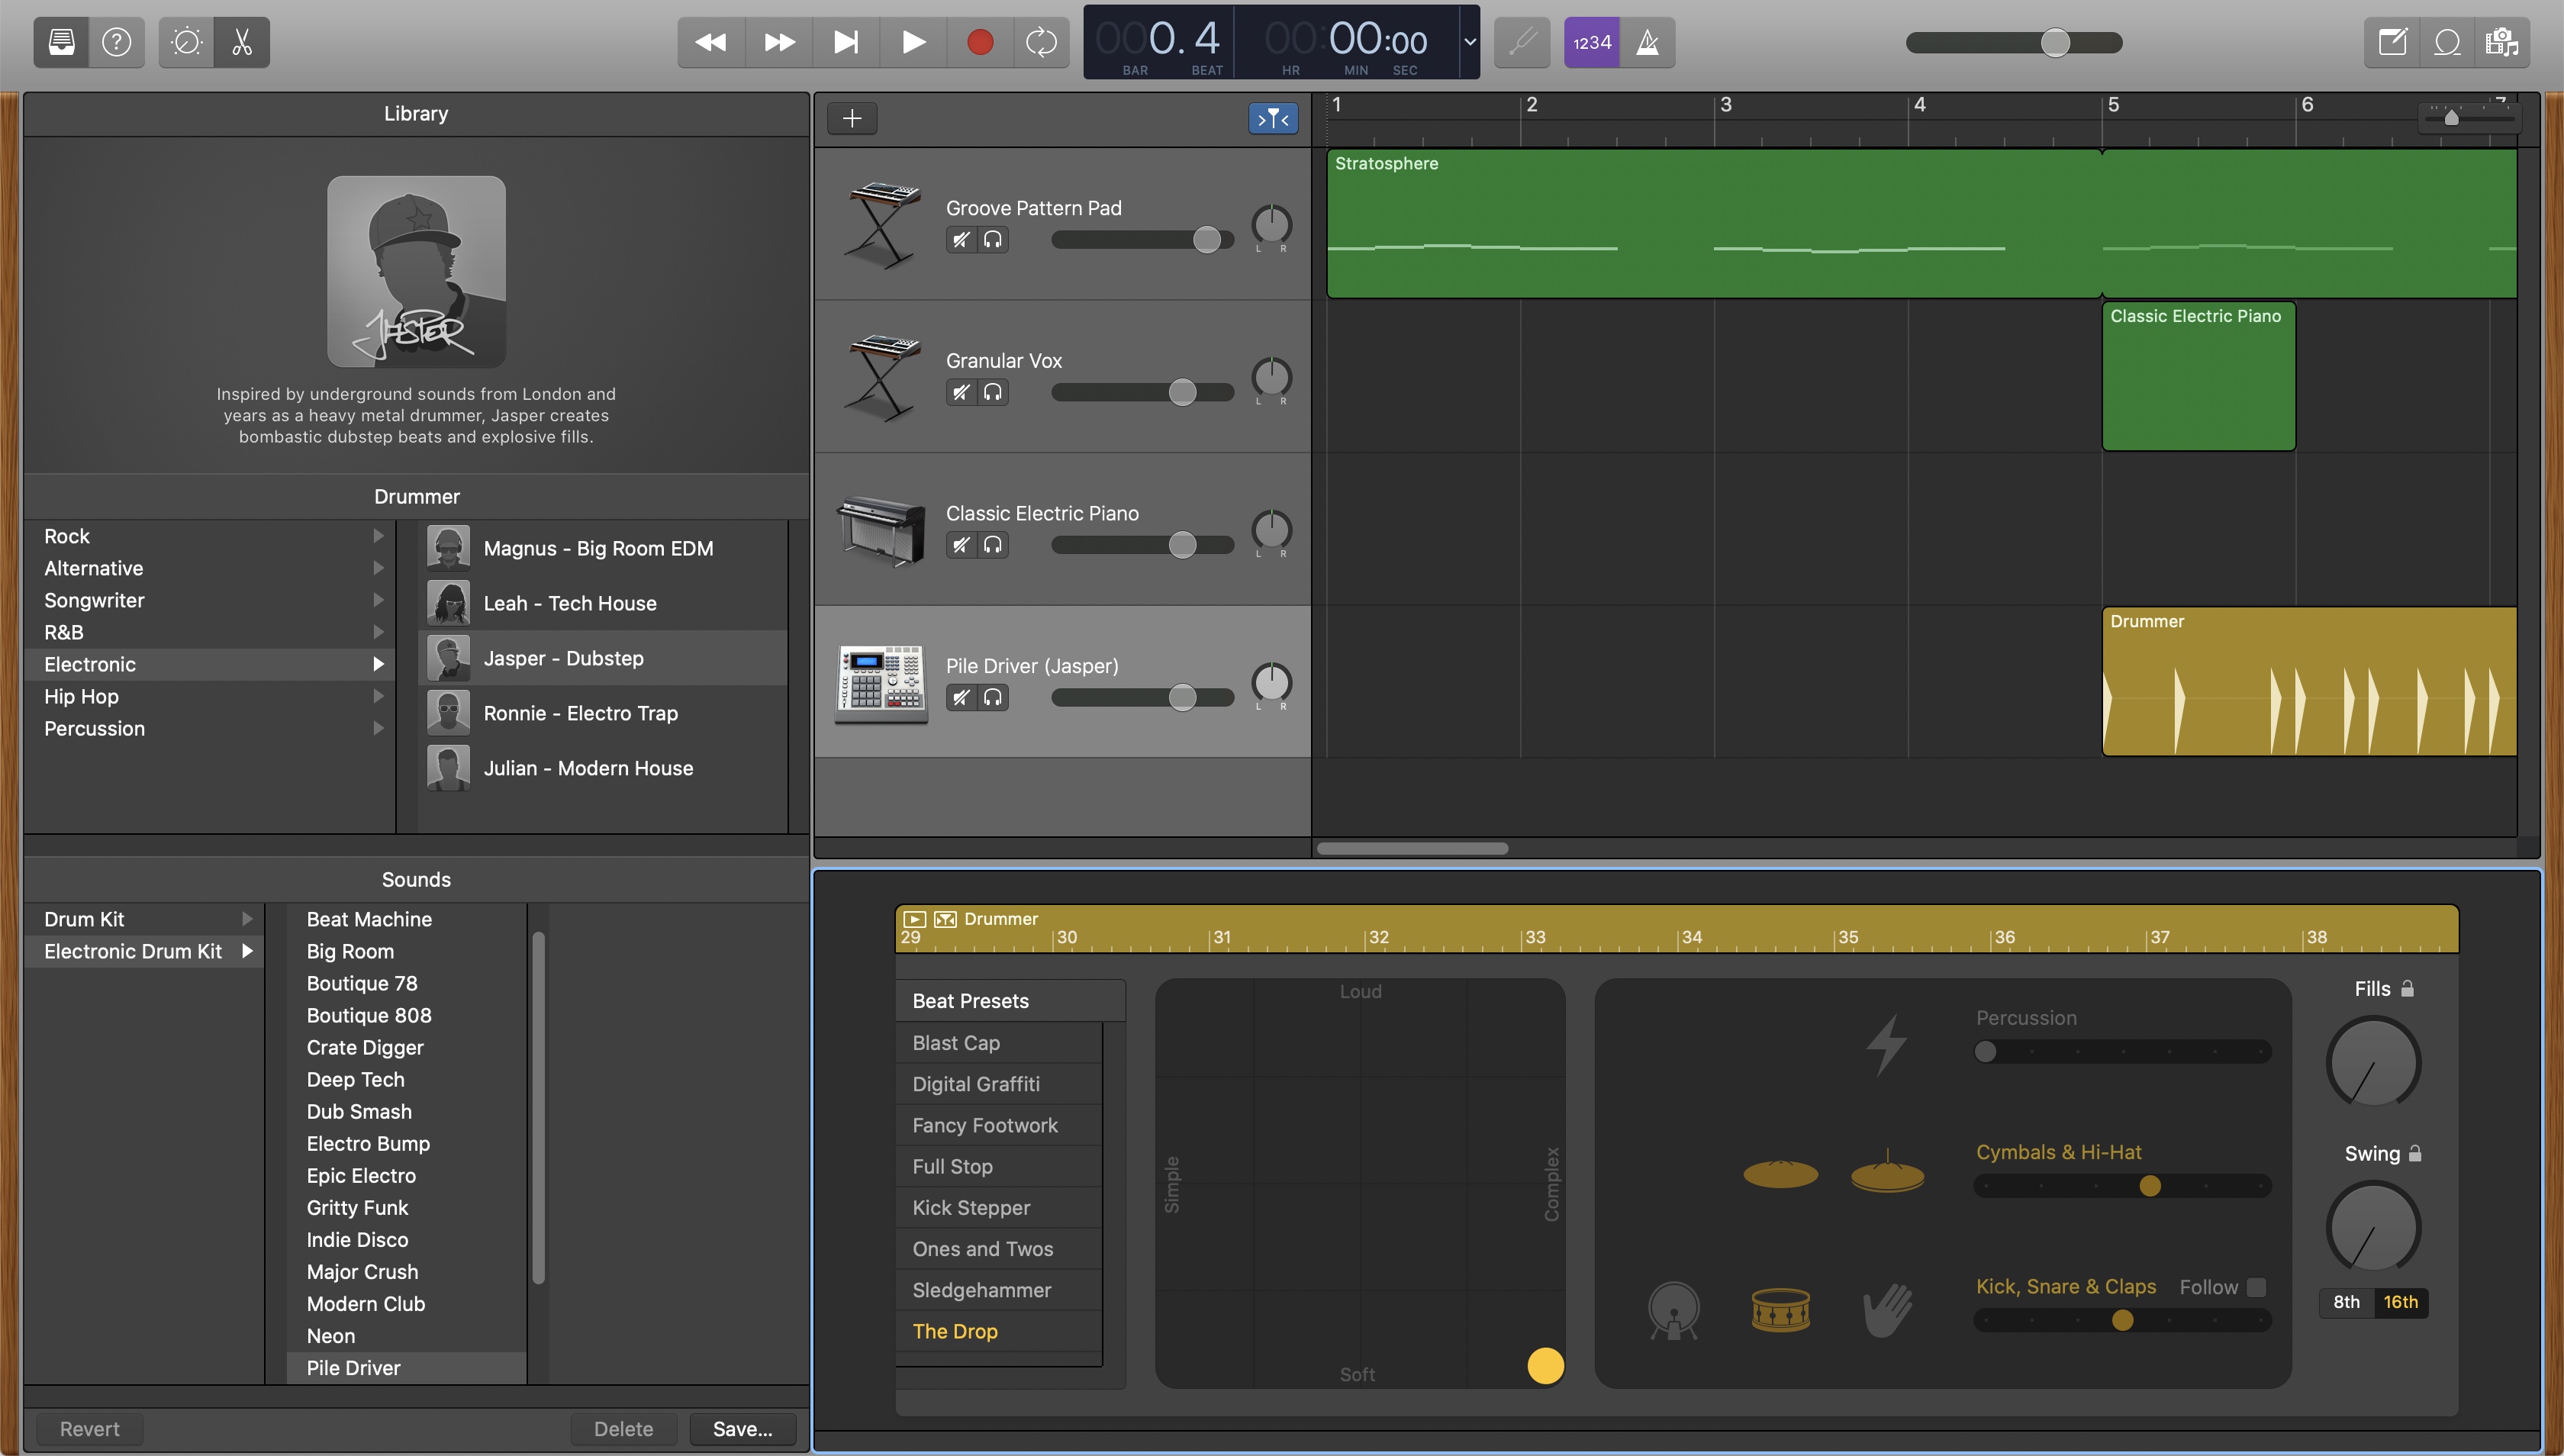 000.4
BAR BEAT
00:00:00
HR MIN SEC
1234
Library
JASPER
Inspired by underground sounds from London and
years as a heavy metal drummer, Jasper creates
bombastic dubstep beats and explosive fills.
Drummer
Rock
Alternative
Songwriter
R&B
Electronic
Hip Hop
Percussion
Magnus - Big Room EDM
Leah - Tech House
Jasper - Dubstep
Ronnie - Electro Trap
Julian - Modern House
Sounds
Drum Kit
Electronic Drum Kit
Beat Machine
Big Room
Boutique 78
Boutique 808
Crate Digger
Deep Tech
Dub Smash
Electro Bump
Epic Electro
Gritty Funk
Indie Disco
Major Crush
Modern Club
Neon
Pile Driver
Revert
Delete
Save...
1 2 3 4 5 6 7
Groove Pattern Pad
L R
Granular Vox
L R
Classic Electric Piano
L R
Pile Driver (Jasper)
L R
Stratosphere
Classic Electric Piano
Drummer
Drummer
29 30 31 32 33 34 35 36 37 38
Beat Presets
Blast Cap
Digital Graffiti
Fancy Footwork
Full Stop
Kick Stepper
Ones and Twos
Sledgehammer
The Drop
Loud
Simple
Complex
Soft
Percussion
Cymbals & Hi-Hat
Kick, Snare & Claps Follow
Fills
Swing
8th 16th